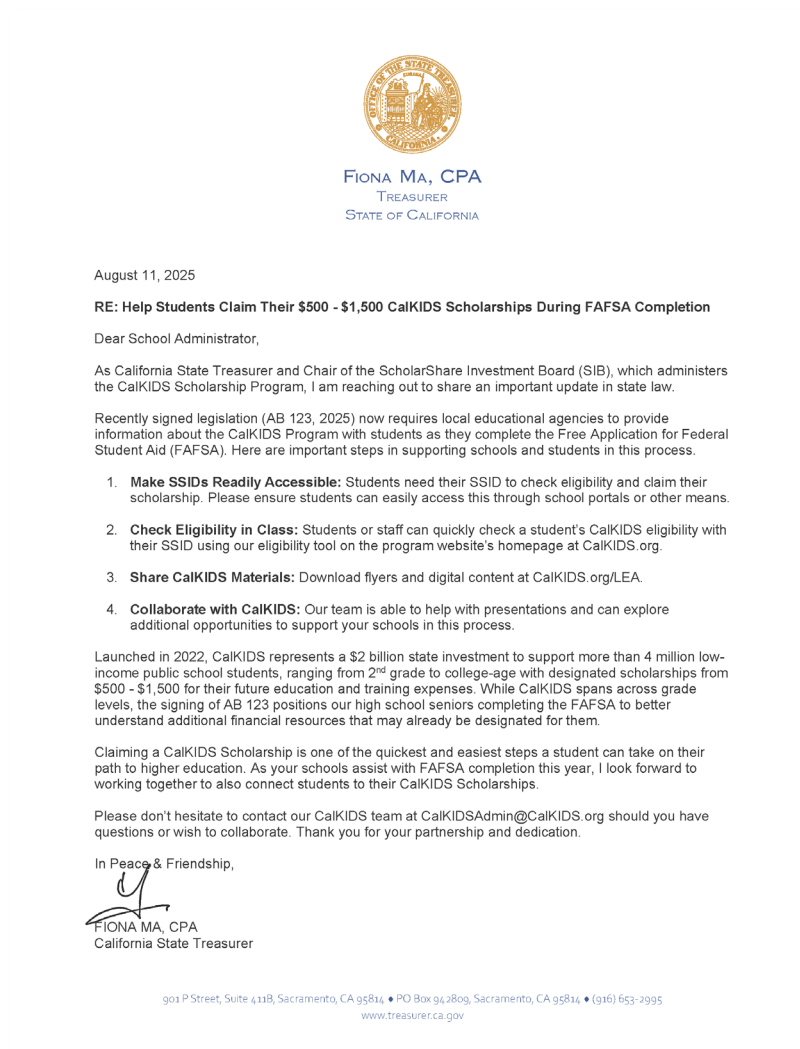 OFFICE OF THE STATE TREASURER
EUREKA
CALIFORNIA
FIONA MA, CPA
TREASURER
STATE OF CALIFORNIA
August 11, 2025
RE: Help Students Claim Their $500 - $1,500 CalKIDS Scholarships During FAFSA Completion
Dear School Administrator,
As California State Treasurer and Chair of the ScholarShare Investment Board (SIB), which administers
the CalKIDS Scholarship Program, I am reaching out to share an important update in state law.
Recently signed legislation (AB 123, 2025) now requires local educational agencies to provide
information about the CalKIDS Program with students as they complete the Free Application for Federal
Student Aid (FAFSA). Here are important steps in supporting schools and students in this process.
1. Make SSIDs Readily Accessible: Students need their SSID to check eligibility and claim their
scholarship. Please ensure students can easily access this through school portals or other means.
2. Check Eligibility in Class: Students or staff can quickly check a student's CalKIDS eligibility with
their SSID using our eligibility tool on the program website's homepage at CalKIDS.org.
3. Share CalKIDS Materials: Download flyers and digital content at CalKIDS.org/LEA.
4. Collaborate with CalKIDS: Our team is able to help with presentations and can explore
additional opportunities to support your schools in this process.
Launched in 2022, CalKIDS represents a $2 billion state investment to support more than 4 million low-
income public school students, ranging from 2nd grade to college-age with designated scholarships from
$500 - $1,500 for their future education and training expenses. While CalKIDS spans across grade
levels, the signing of AB 123 positions our high school seniors completing the FAFSA to better
understand additional financial resources that may already be designated for them.
Claiming a CalKIDS Scholarship is one of the quickest and easiest steps a student can take on their
path to higher education. As your schools assist with FAFSA completion this year, I look forward to
working together to also connect students to their CalKIDS Scholarships.
Please don't hesitate to contact our CalKIDS team at CalKIDSAdmin@CalKIDS.org should you have
questions or wish to collaborate. Thank you for your partnership and dedication.
In Peace & Friendship,
FIONA MA, CPA
California State Treasurer
901 P Street, Suite 411B, Sacramento, CA 95814 ♦ PO Box 942809, Sacramento, CA 95814 ♦ (916) 653-2995
www.treasurer.ca.gov